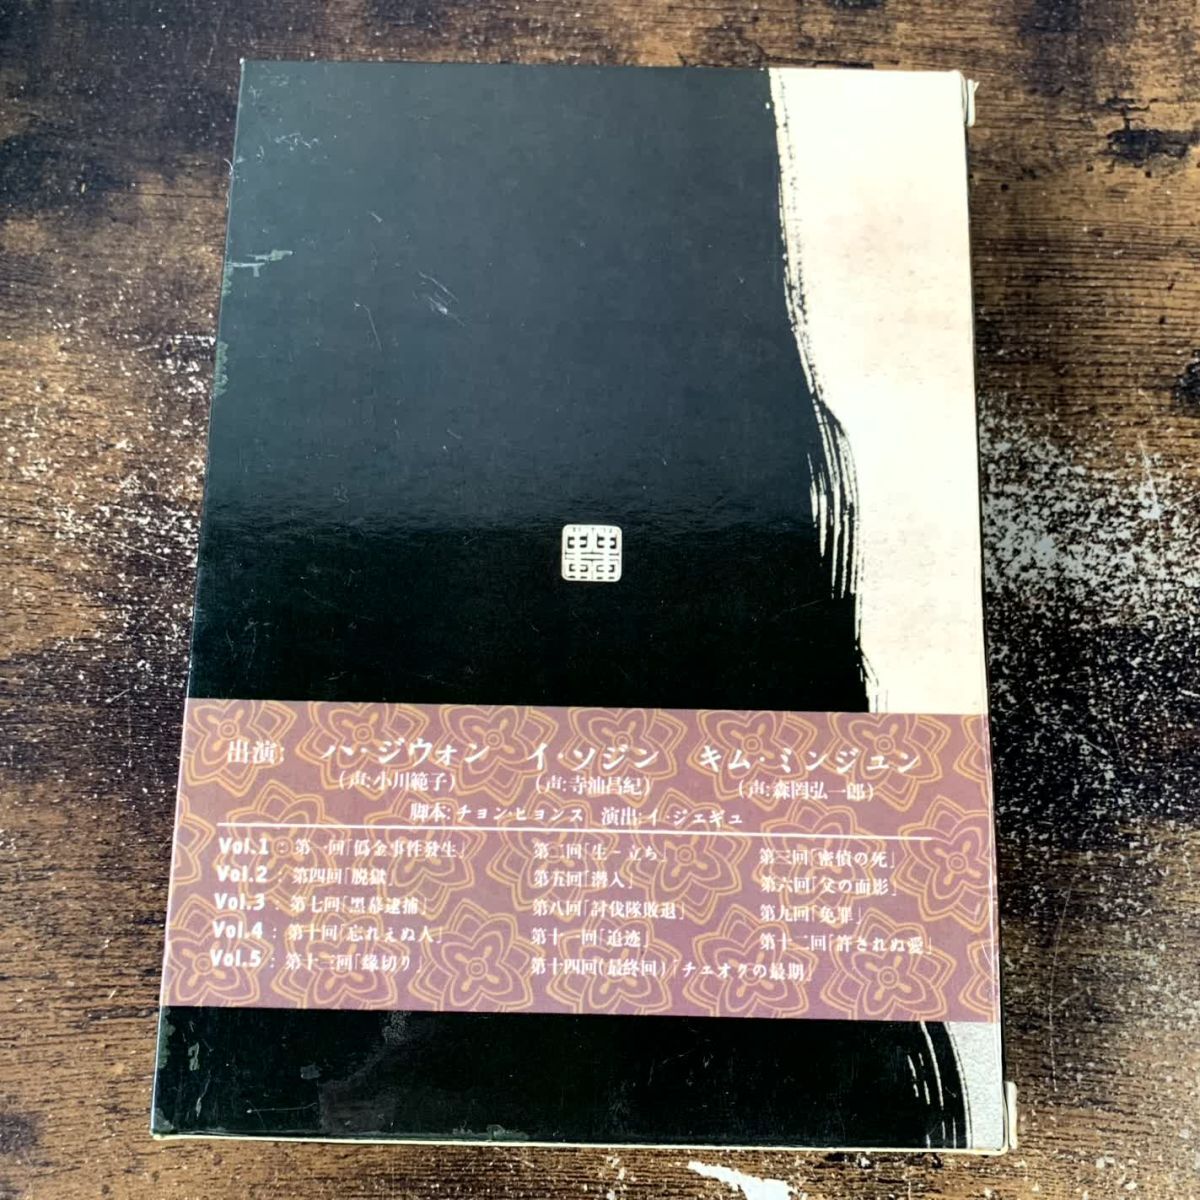 出演: ハ・ジウォン イ・ソジン キム・ミンジュン
(声:小川範子) (声:寺油昌紀) (声:森罔弘一郎)
脚本:チョン・ヒョンス 演出:イ・ジェギュ
Vol.1 : 第一回「僞金事件發生」 第二回「生-立ち」 第三回「密偵の死」
Vol.2 : 第四回「脱獄」 第五回「潛入」 第六回「父の面影」
Vol.3 : 第七回「黒幕逮捕」 第八回「討伐隊敗退」 第九回「免罪」
Vol.4 : 第十回「忘れえぬ人」 第十一回「追迹」 第十二回「許されぬ愛」
Vol.5 : 第十三回「縁切り」 第十四回(最終回)「チェオクの最期」